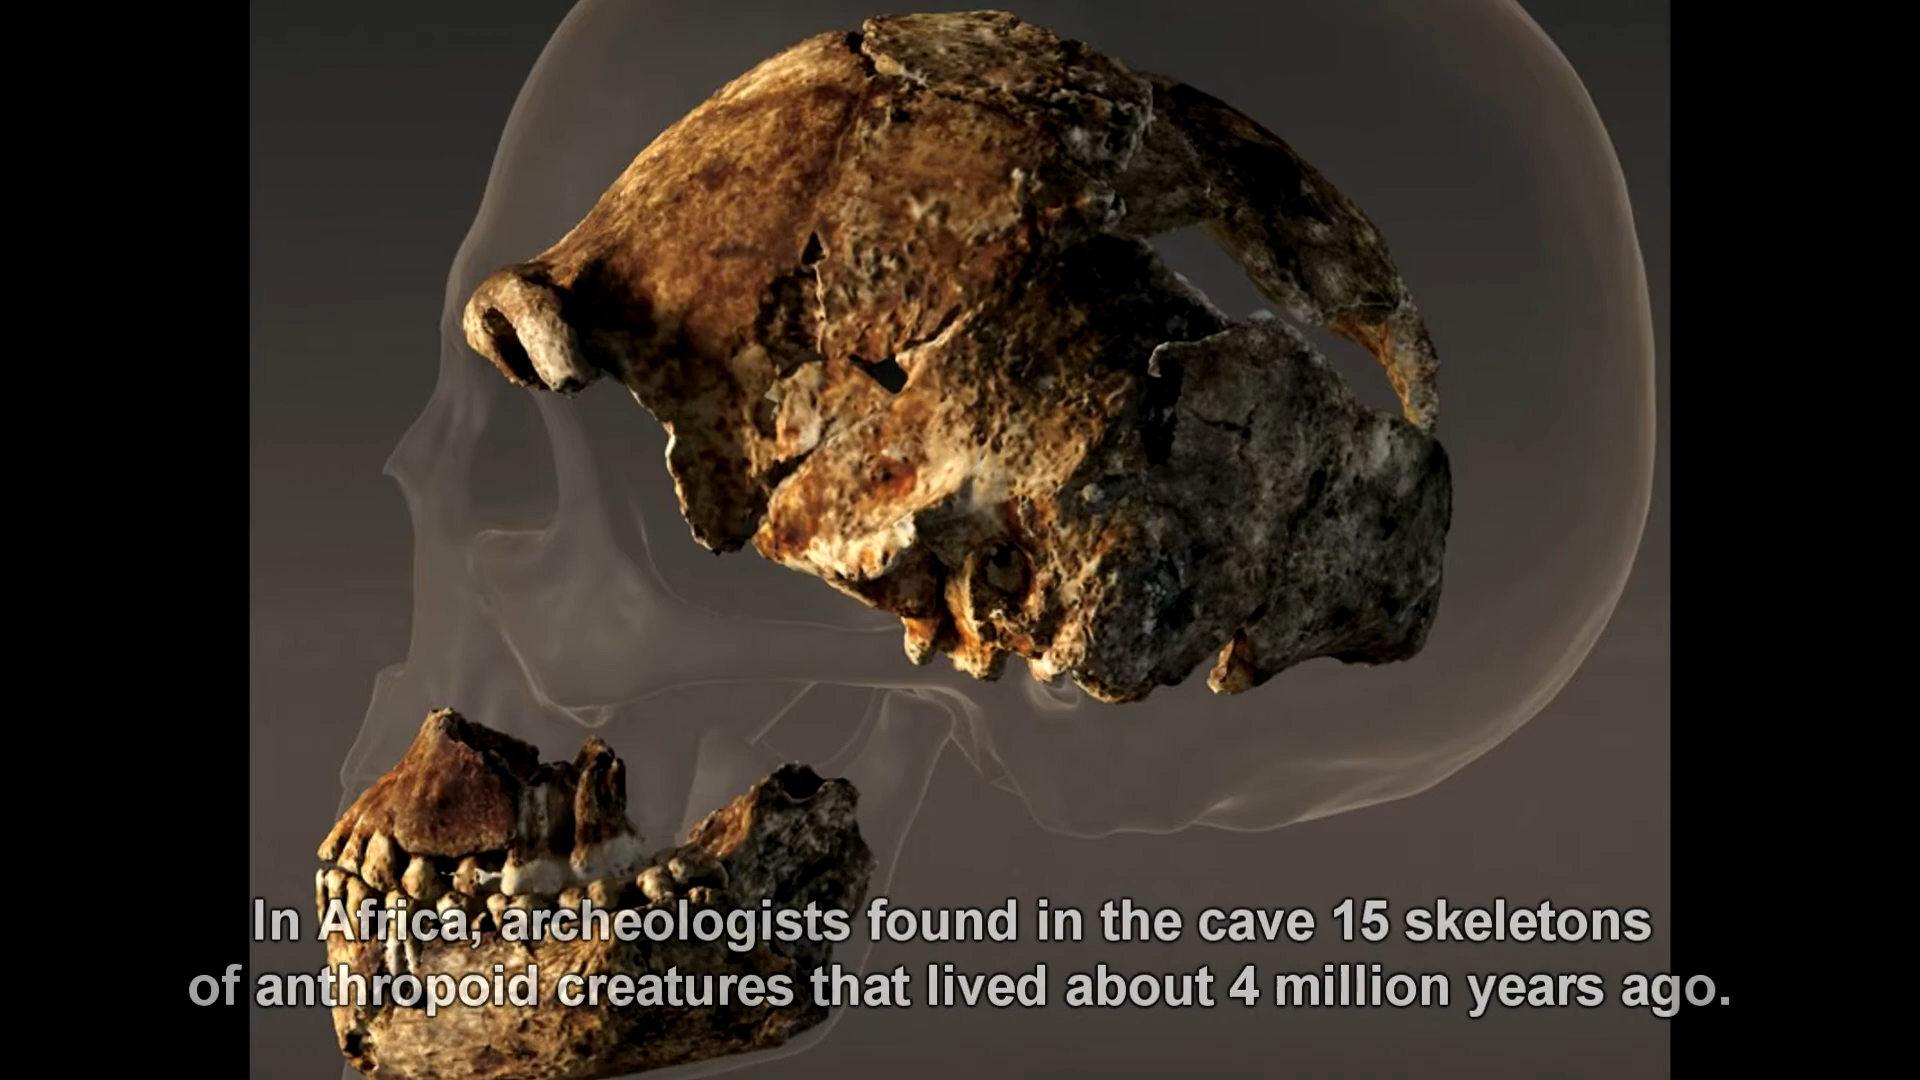 In Africa, archeologists found in the cave 15 skeletons
of anthropoid creatures that lived about 4 million years ago.